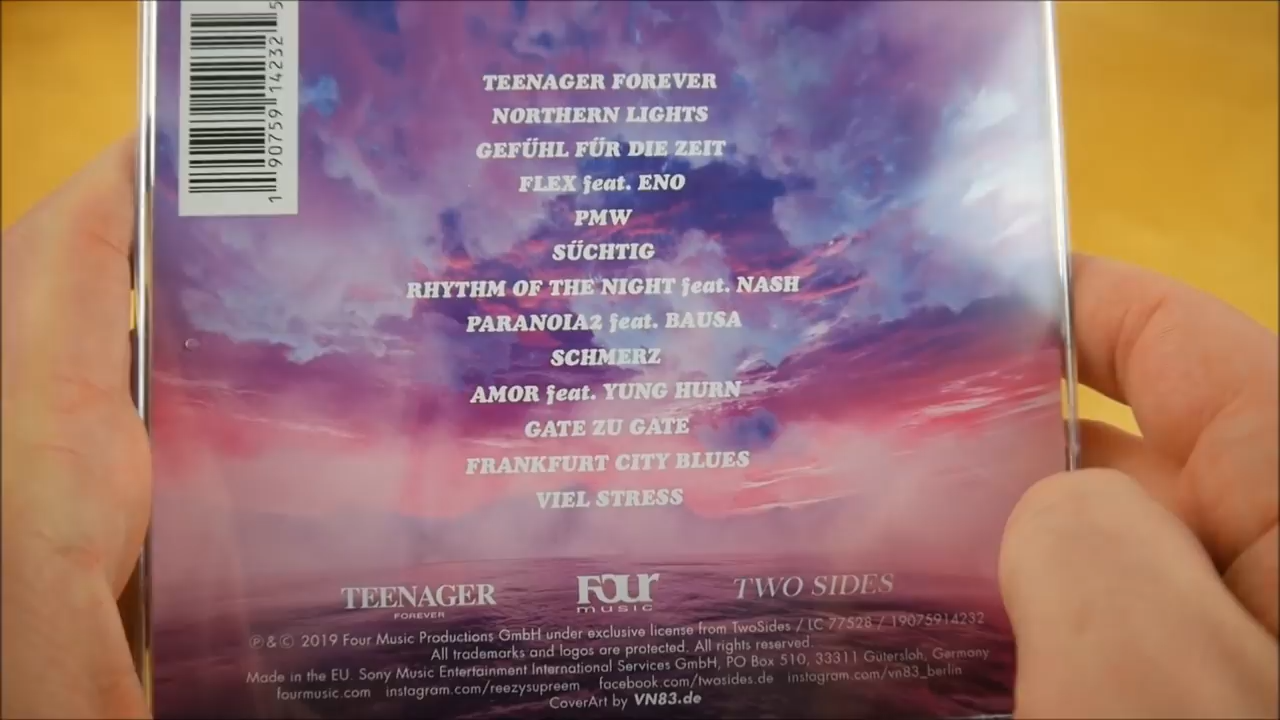 1 90759 14232 5
TEENAGER FOREVER
NORTHERN LIGHTS
GEFÜHL FÜR DIE ZEIT
FLEX feat. ENO
PMW
SÜCHTIG
RHYTHM OF THE NIGHT feat. NASH
PARANOIA2 feat. BAUSA
SCHMERZ
AMOR feat. YUNG HURN
GATE ZU GATE
FRANKFURT CITY BLUES
VIEL STRESS
TEENAGER FOREVER
FOUR music
TWO SIDES
℗ & © 2019 Four Music Productions GmbH under exclusive license from TwoSides / LC 77528 / 19075914232
All trademarks and logos are protected. All rights reserved.
Made in the EU. Sony Music Entertainment International Services GmbH, PO Box 510, 33311 Gütersloh, Germany
fourmusic.com instagram.com/reezysupreem facebook.com/twosides.de instagram.com/vn83_berlin
CoverArt by VN83.de